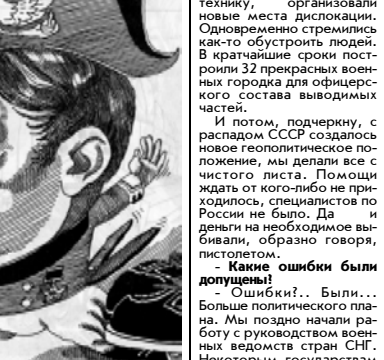 технику, организовали
новые места дислокации.
Одновременно стремились
как-то обустроить людей.
В кратчайшие сроки пост-
роили 32 прекрасных воен-
ных городка для офицерс-
кого состава выводимых
частей.
И потом, подчеркну, с
распадом СССР создалось
новое геополитическое по-
ложение, мы делали все с
чистого листа. Помощи
ждать от кого-либо не при-
ходилось, специалистов по
России не было. Да и
деньги на необходимое вы-
бивали, образно говоря,
пистолетом.
- Какие ошибки были
допущены?
- Ошибки?.. Были...
Больше политического пла-
на. Мы поздно начали ра-
боту с руководством воен-
ных ведомств стран СНГ.
Некоторым государствам